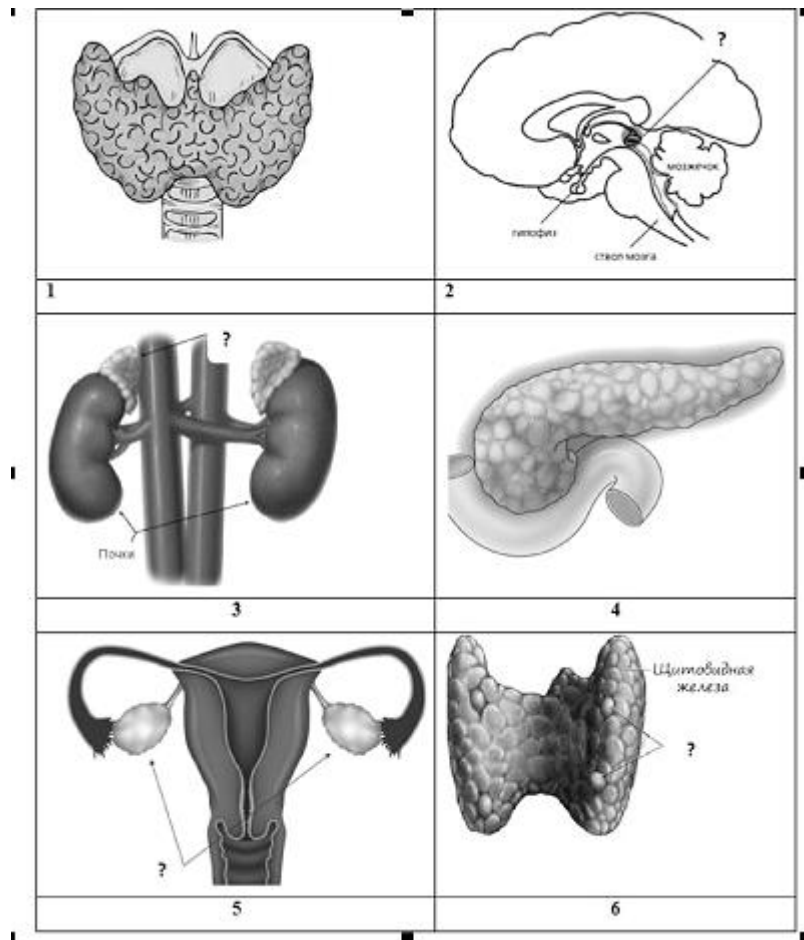 ?
мозжечок
гипофиз
ствол мозга
1
2
?
Почки
3
4
?
5
Щитовидная
железа
?
6